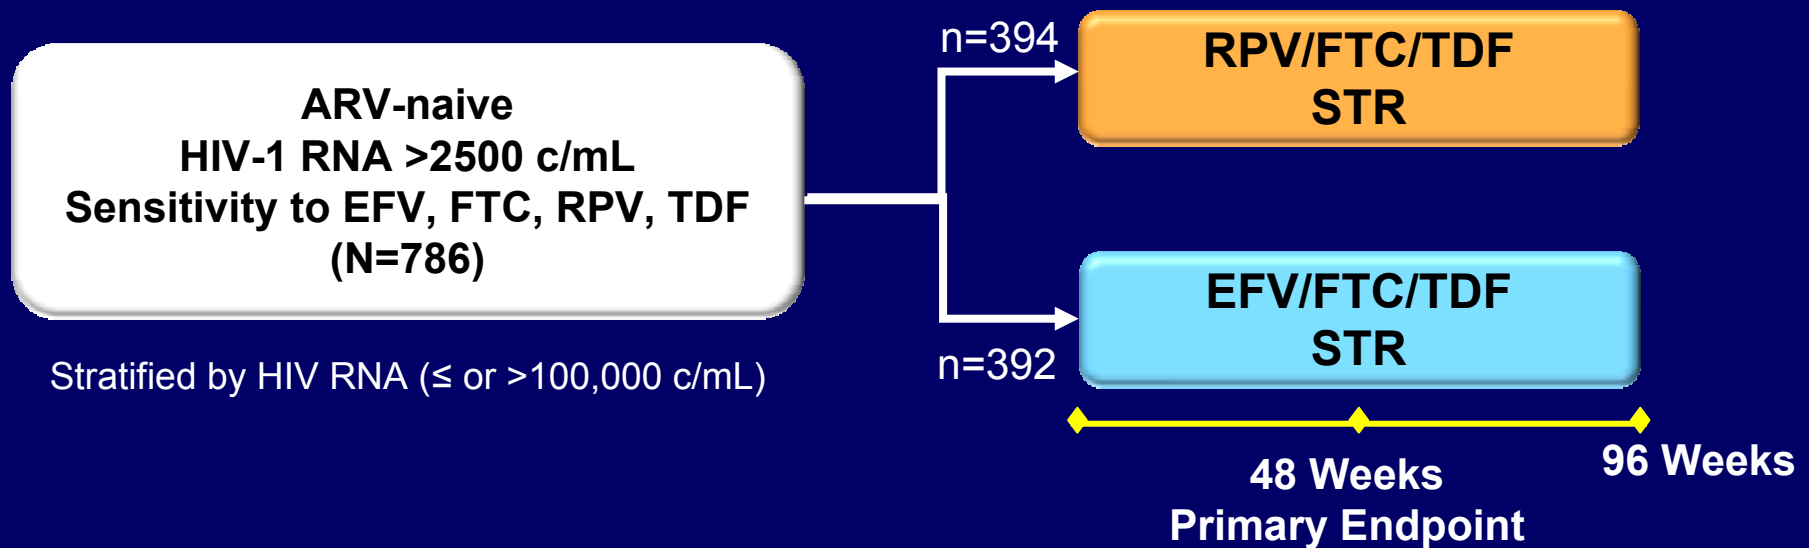 ARV-naive
HIV-1 RNA >2500 c/mL
Sensitivity to EFV, FTC, RPV, TDF
(N=786)
Stratified by HIV RNA (≤ or >100,000 c/mL)
n=394
RPV/FTC/TDF
STR
n=392
EFV/FTC/TDF
STR
48 Weeks
Primary Endpoint
96 Weeks